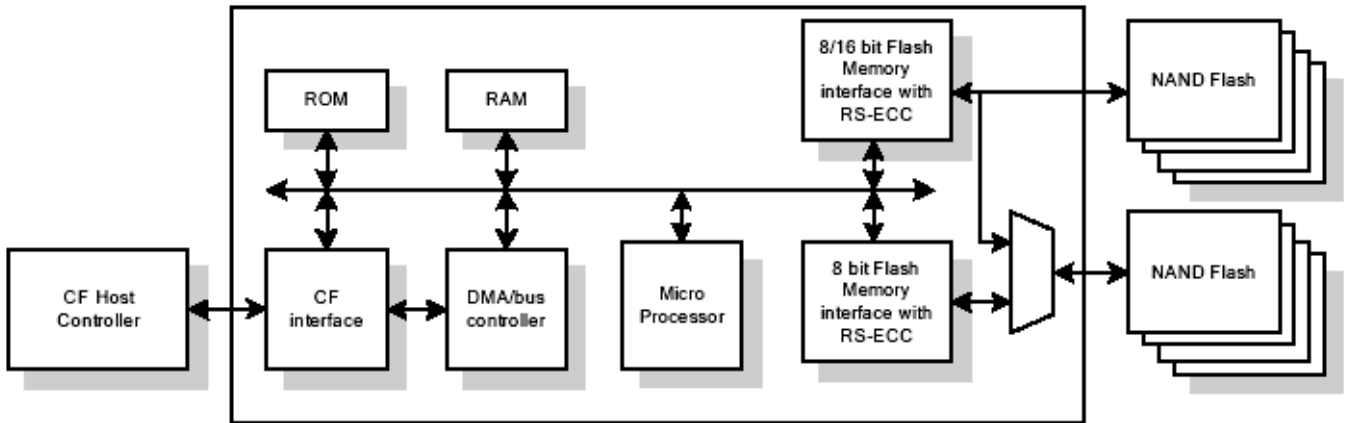 ROM
RAM
8/16 bit Flash
Memory
interface with
RS-ECC
NAND Flash
CF Host
Controller
CF
interface
DMA/bus
controller
Micro
Processor
8 bit Flash
Memory
interface with
RS-ECC
NAND Flash